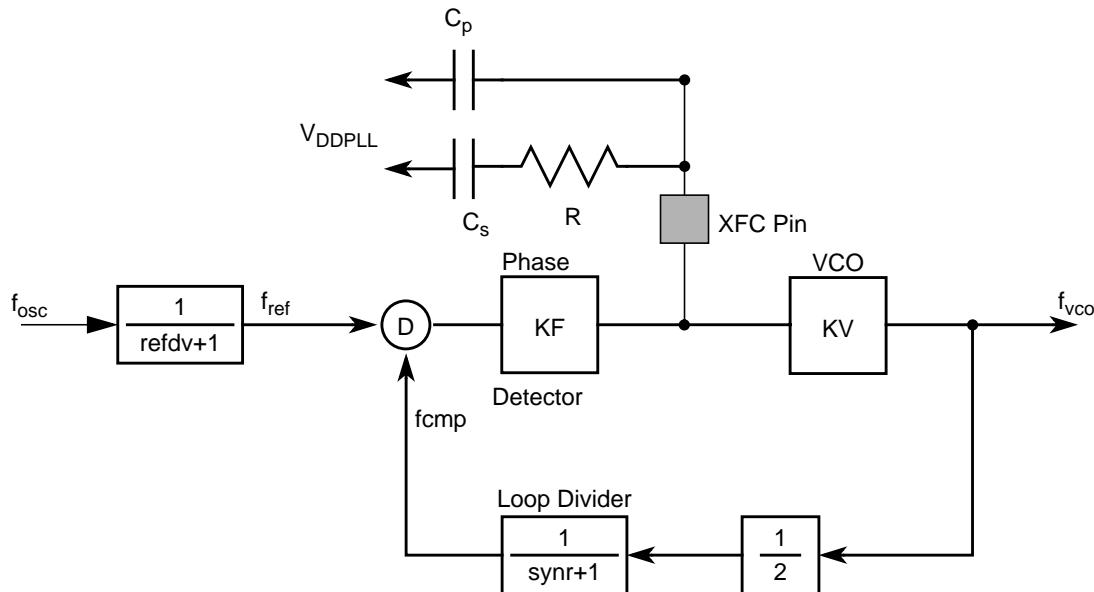 Cp
VDDPLL
Cs
R
XFC Pin
Phase
VCO
fosc
1
refdv+1
fref
D
KF
KV
fvco
Detector
fcmp
Loop Divider
1
synr+1
1
2